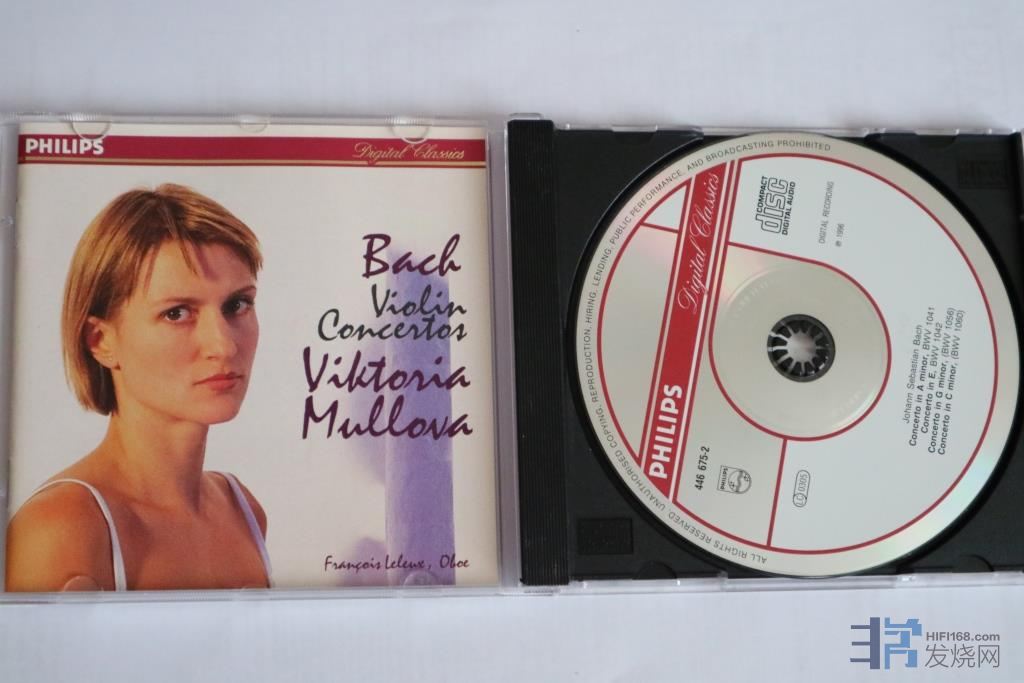 PHILIPS
Digital Classics
Bach
Violin
Concertos
Viktoria
Mullova
François Leleux, Oboe
ALL RIGHTS RESERVED. UNAUTHORISED COPYING, REPRODUCTION, HIRING, LENDING, PUBLIC PERFORMANCE, AND BROADCASTING PROHIBITED
PHILIPS
Digital Classics
COMPACT
disc
DIGITAL AUDIO
DIGITAL RECORDING
℗ 1996
Johann Sebastian Bach
Concerto in A minor, BWV 1041
Concerto in E, BWV 1042
Concerto in G minor, (BWV 1056)
Concerto in C minor, (BWV 1060)
446 675-2
PHILIPS
LC 0305
HIFI168.com
发烧网